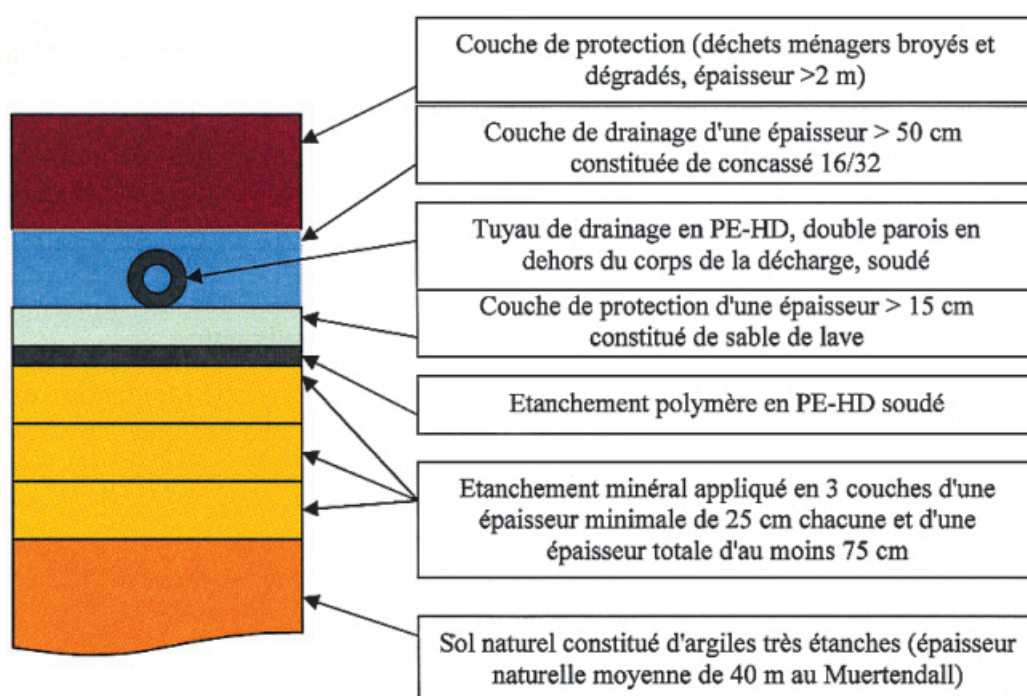 Couche de protection (déchets ménagers broyés et
dégradés, épaisseur >2 m)
Couche de drainage d'une épaisseur > 50 cm
constituée de concassé 16/32
Tuyau de drainage en PE-HD, double parois en
dehors du corps de la décharge, soudé
Couche de protection d'une épaisseur > 15 cm
constitué de sable de lave
Etanchement polymère en PE-HD soudé
Etanchement minéral appliqué en 3 couches d'une
épaisseur minimale de 25 cm chacune et d'une
épaisseur totale d'au moins 75 cm
Sol naturel constitué d'argiles très étanches (épaisseur
naturelle moyenne de 40 m au Muertendall)